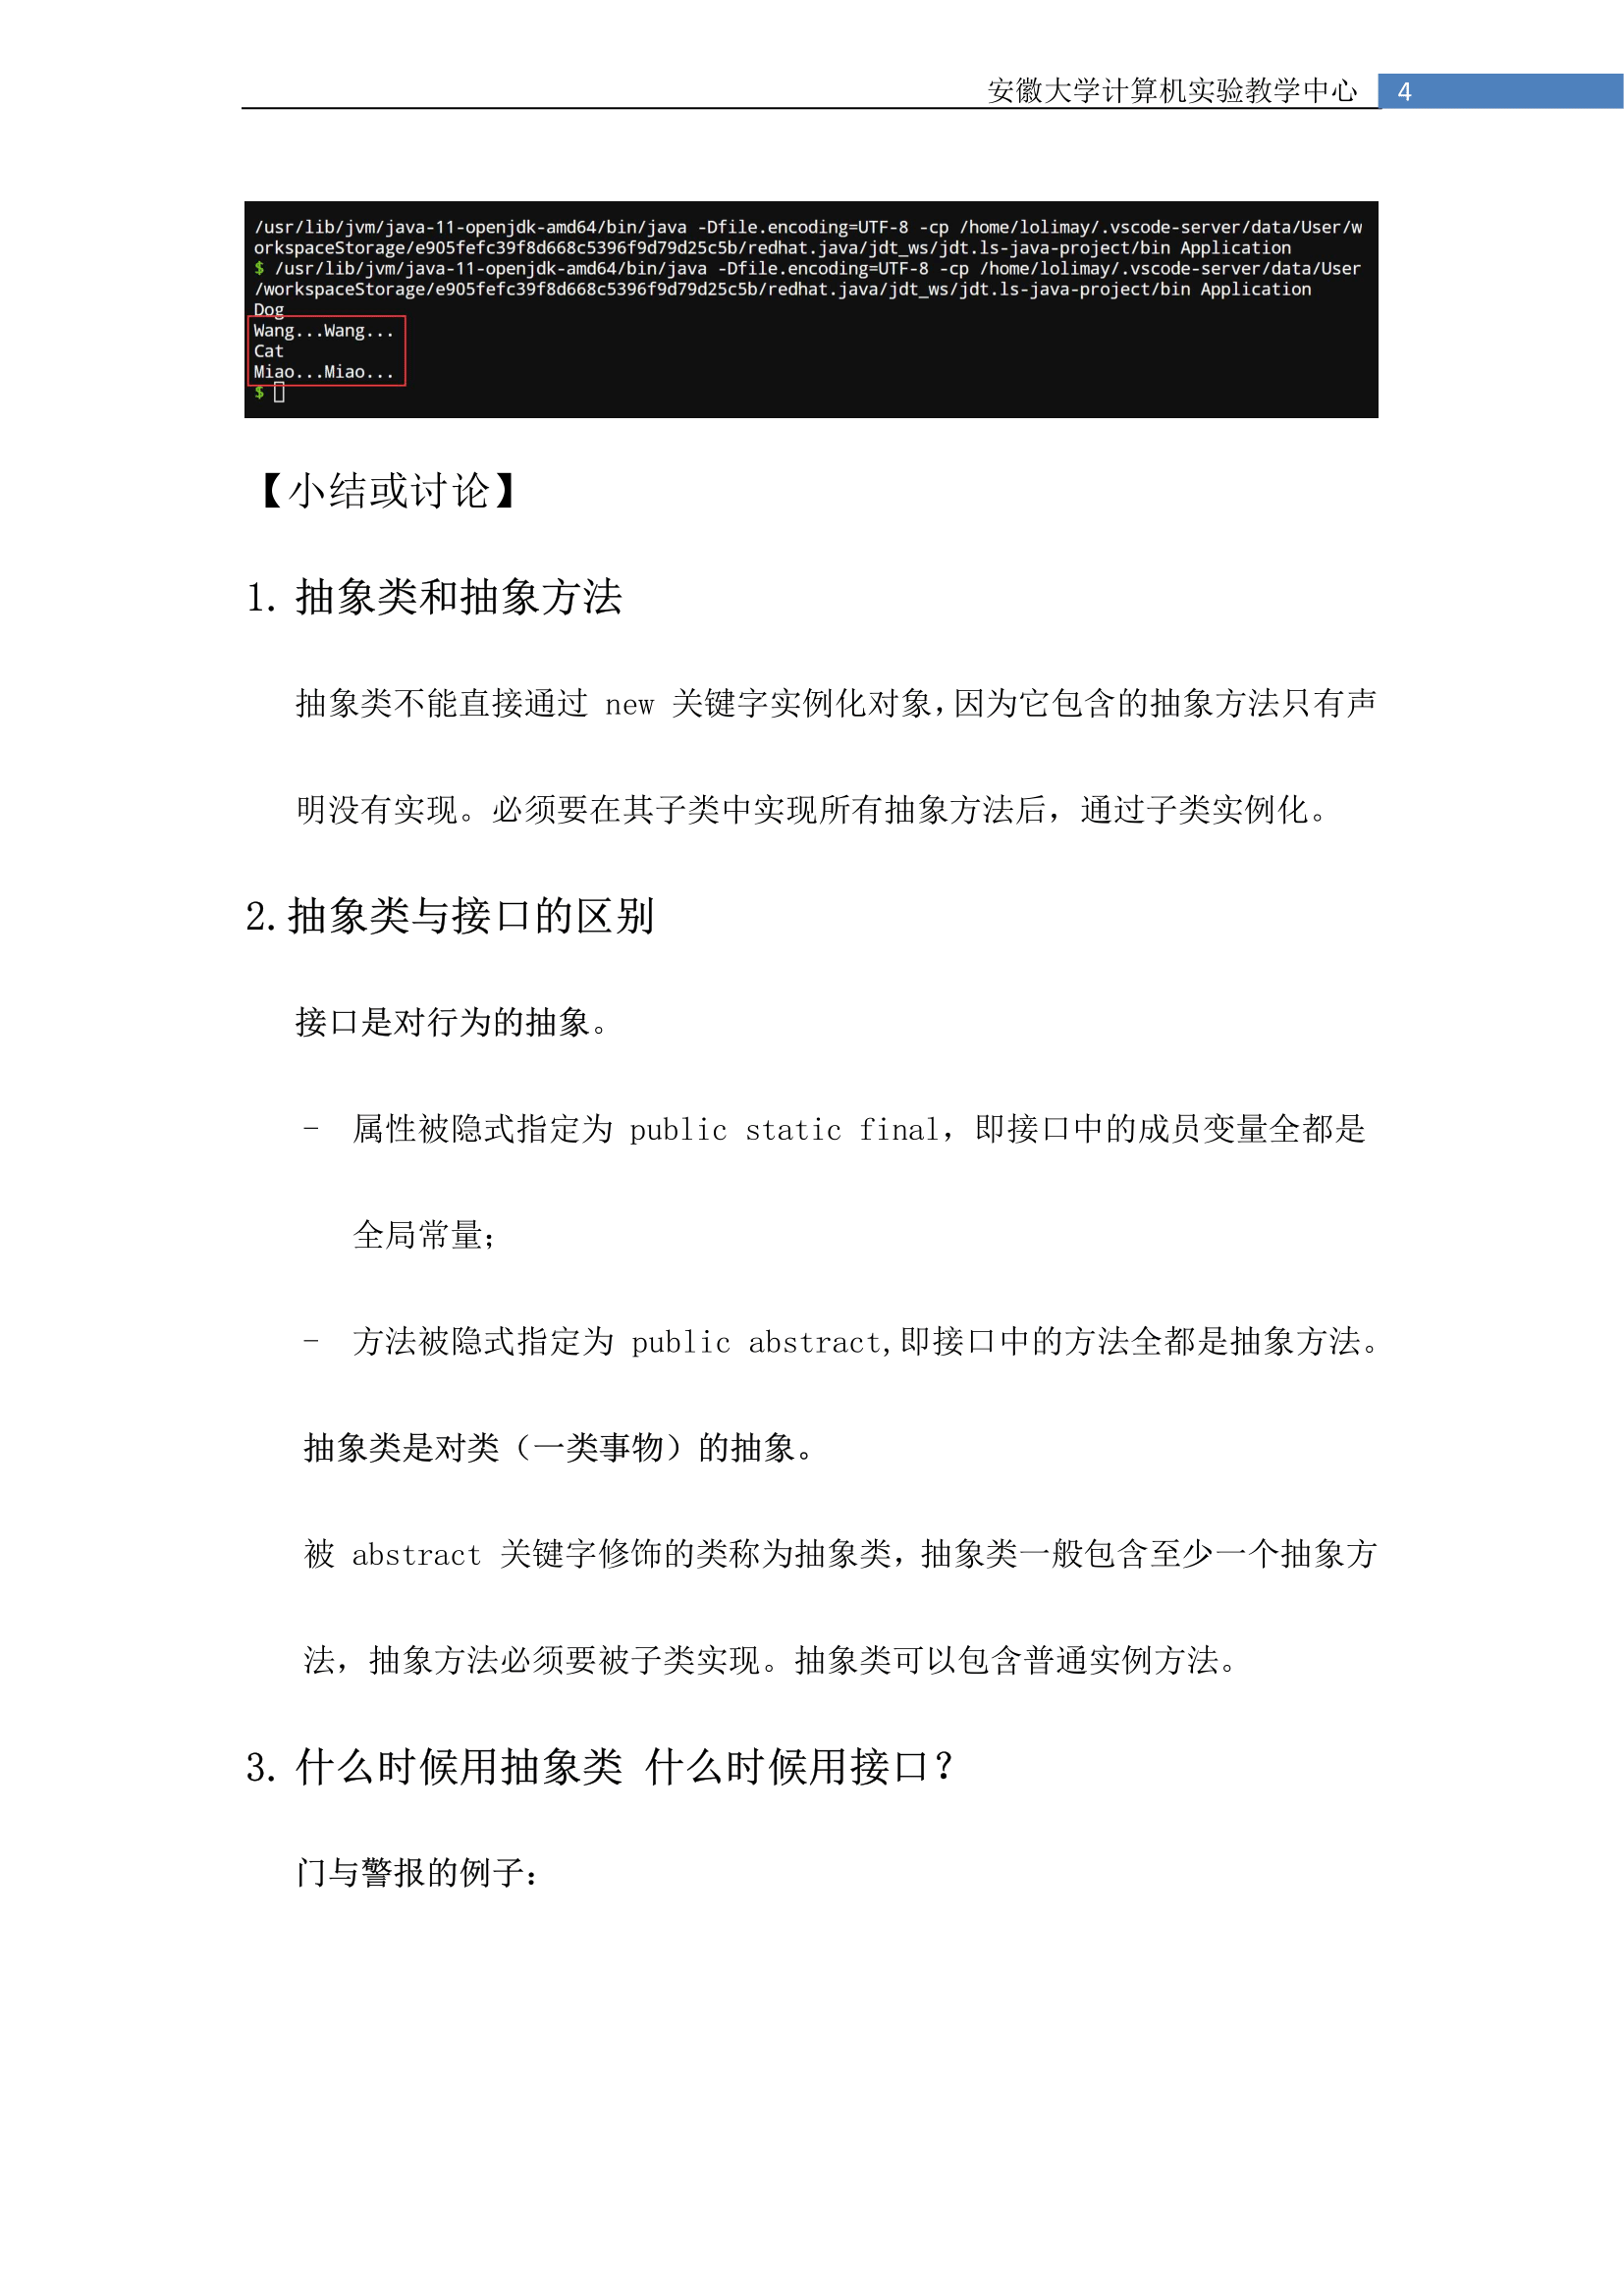 安徽大学计算机实验教学中心 4
/usr/lib/jvm/java-11-openjdk-amd64/bin/java -Dfile.encoding=UTF-8 -cp /home/lolimay/.vscode-server/data/User/w
orkspaceStorage/e905fefc39f8d668c5396f9d79d25c5b/redhat.java/jdt_ws/jdt.ls-java-project/bin Application
$ /usr/lib/jvm/java-11-openjdk-amd64/bin/java -Dfile.encoding=UTF-8 -cp /home/lolimay/.vscode-server/data/User
/workspaceStorage/e905fefc39f8d668c5396f9d79d25c5b/redhat.java/jdt_ws/jdt.ls-java-project/bin Application
Dog
Wang...Wang...
Cat
Miao...Miao...
$
【小结或讨论】
1. 抽象类和抽象方法
抽象类不能直接通过 new 关键字实例化对象，因为它包含的抽象方法只有声
明没有实现。必须要在其子类中实现所有抽象方法后，通过子类实例化。
2. 抽象类与接口的区别
接口是对行为的抽象。
- 属性被隐式指定为 public static final，即接口中的成员变量全都是
全局常量；
- 方法被隐式指定为 public abstract,即接口中的方法全都是抽象方法。
抽象类是对类（一类事物）的抽象。
被 abstract 关键字修饰的类称为抽象类，抽象类一般包含至少一个抽象方
法，抽象方法必须要被子类实现。抽象类可以包含普通实例方法。
3. 什么时候用抽象类 什么时候用接口？
门与警报的例子：